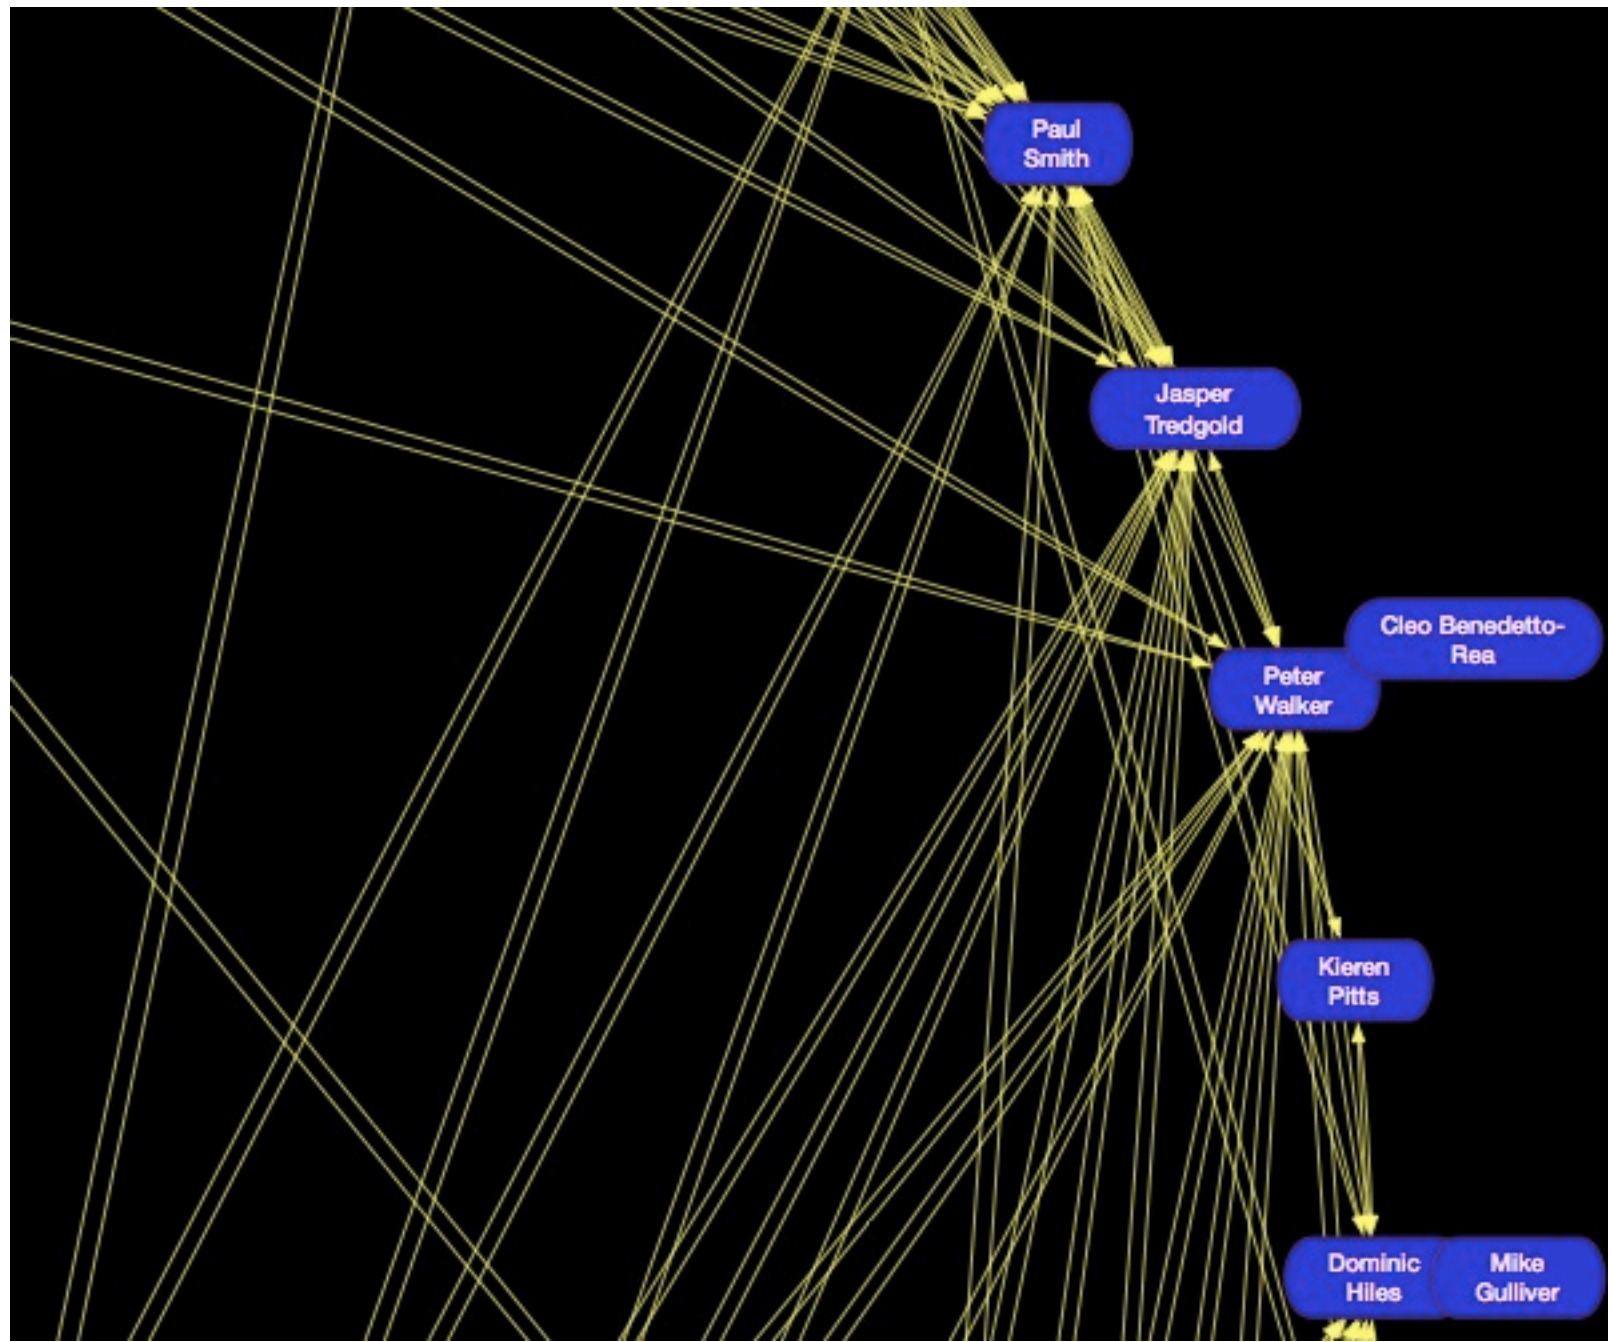 Paul
Smith
Jasper
Tredgold
Cleo Benedetto-
Rea
Peter
Walker
Kieren
Pitts
Dominic
Hiles
Mike
Gulliver